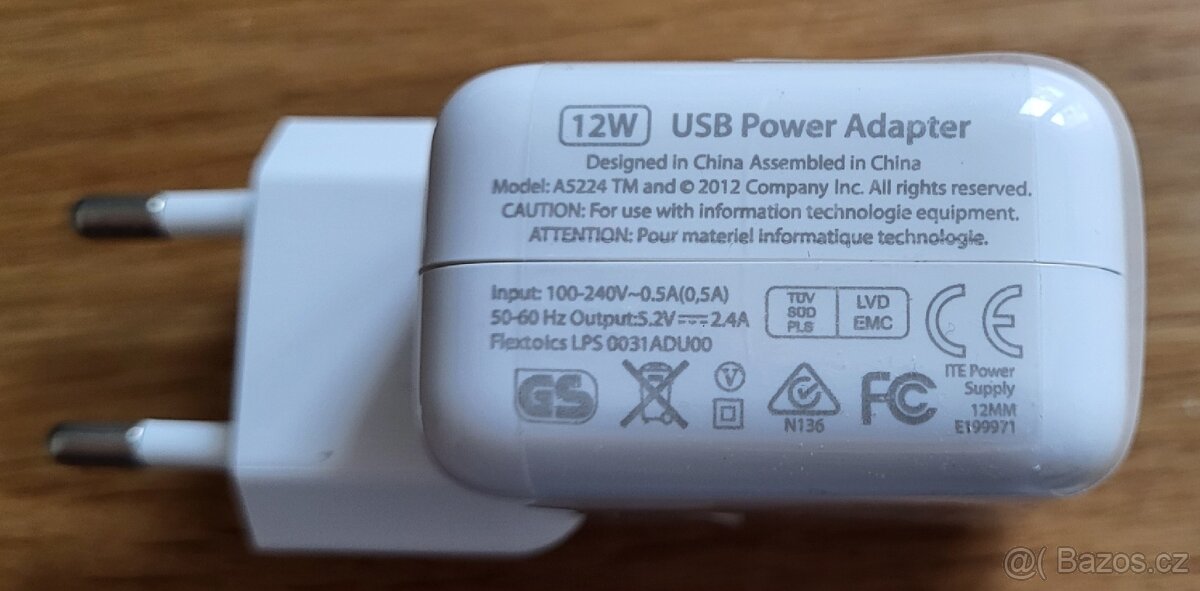 12W USB Power Adapter
Designed in China Assembled in China
Model: A5224 TM and © 2012 Company Inc. All rights reserved.
CAUTION: For use with information technologie equipment.
ATTENTION: Pour materiel informatique technologie.
Input: 100-240V~0.5A(0,5A)
50-60 Hz Output:5.2V⎓2.4A
Flextoics LPS 0031ADU00
TUV
SUD
PLS
LVD
EMC
CE
GS
V
N136
FC
ITE Power
Supply
12MM
E199971
@( Bazos.cz